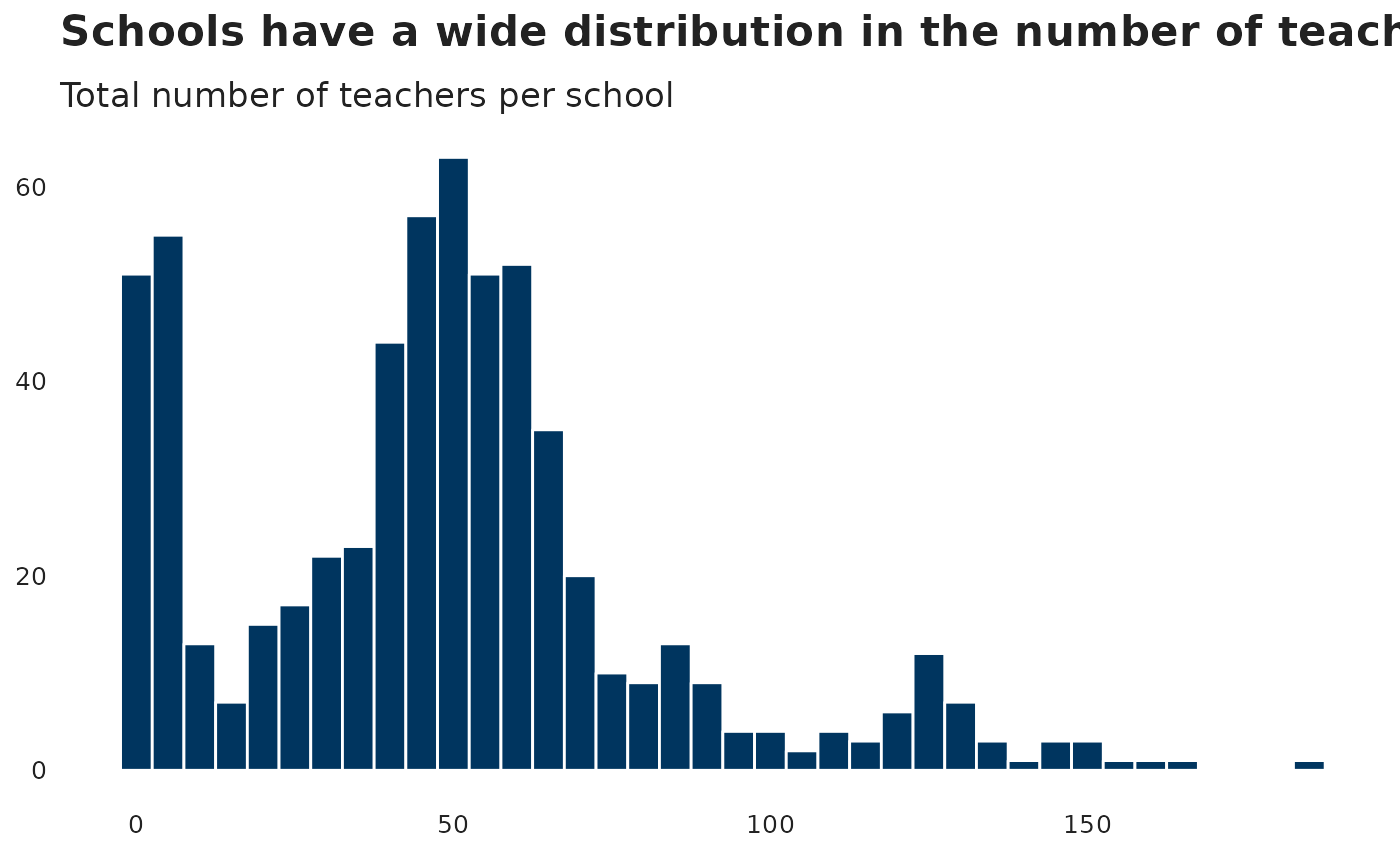 Schools have a wide distribution in the number of teach
Total number of teachers per school
60
40
20
0
0 50 100 150